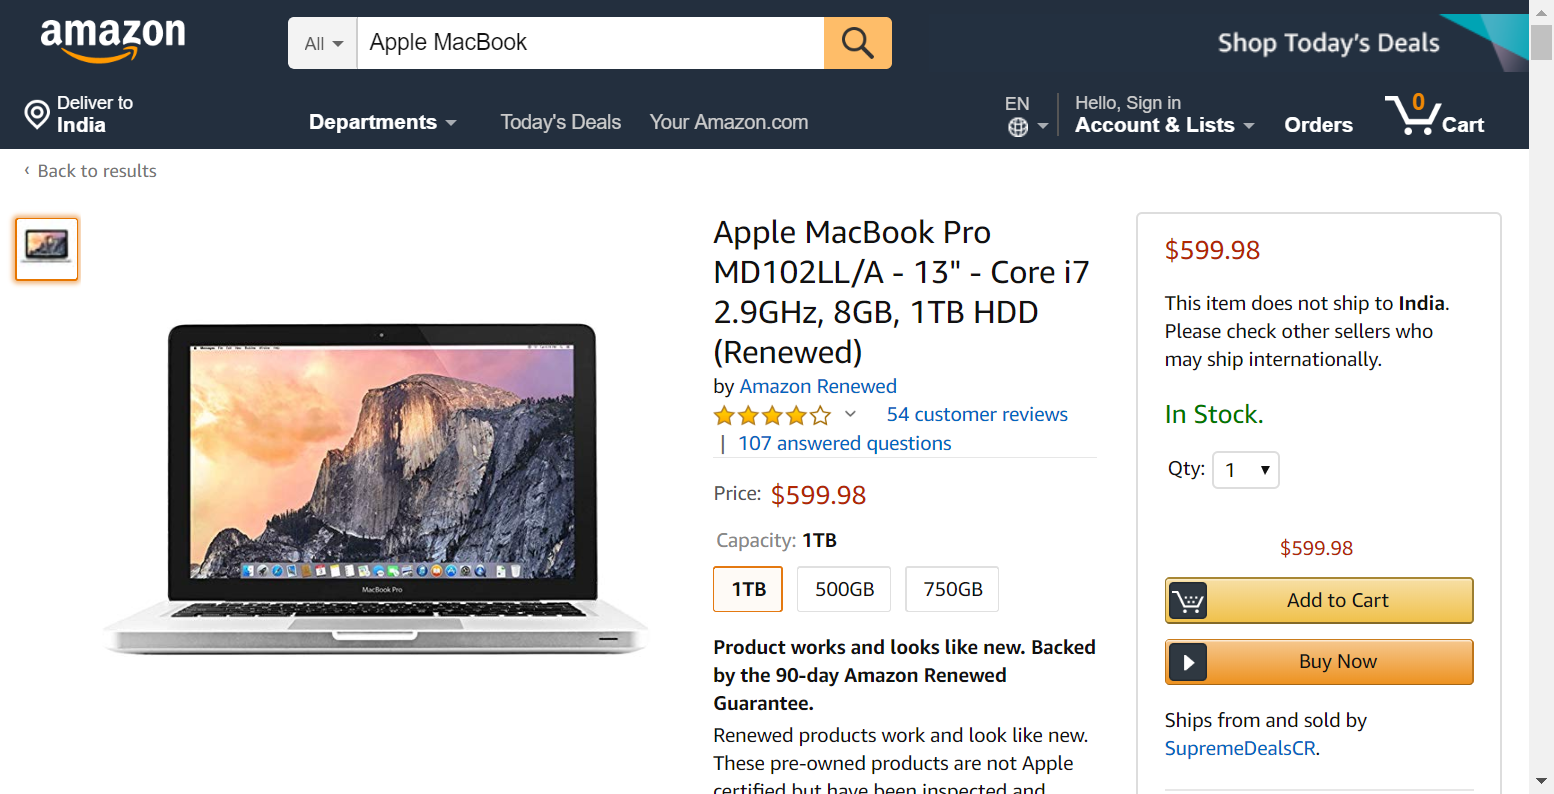 amazon
All
Apple MacBook
Shop Today's Deals
Deliver to
India
Departments
Today's Deals
Your Amazon.com
EN
Hello, Sign in
Account & Lists
Orders
0
Cart
‹ Back to results
Apple MacBook Pro
MD102LL/A - 13" - Core i7
2.9GHz, 8GB, 1TB HDD
(Renewed)
by Amazon Renewed
54 customer reviews
| 107 answered questions
Price: $599.98
Capacity: 1TB
1TB 500GB 750GB
Product works and looks like new. Backed
by the 90-day Amazon Renewed
Guarantee.
Renewed products work and look like new.
These pre-owned products are not Apple
certified but have been inspected and
MacBook Pro
$599.98
This item does not ship to India.
Please check other sellers who
may ship internationally.
In Stock.
Qty: 1
$599.98
Add to Cart
Buy Now
Ships from and sold by
SupremeDealsCR.